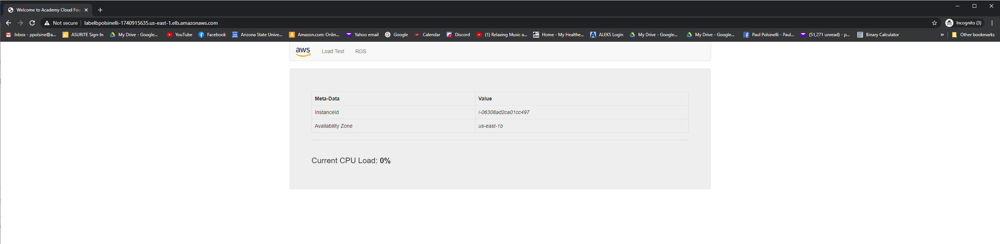 Welcome to Academy Cloud Fou
Not secure labelbpolsinelli-1740915635.us-east-1.elb.amazonaws.com Incognito (3)
Inbox - ppolsine@a... ASURITE Sign-In My Drive - Google... YouTube Facebook 22 Arizona State Unive... Amazon.com: Onlin... Yahoo email Google Calendar Discord (1) Relaxing Music a... MHV Home - My Healthe... ALEKS Login My Drive - Google... My Drive - Google... Paul Polsinelli - Paul... (51,271 unread) - p... Binary Calculator » Other bookmarks
aws Load Test RDS
Meta-Data Value
InstanceId i-06308ad2ca01cc497
Availability Zone us-east-1b
Current CPU Load: 0%